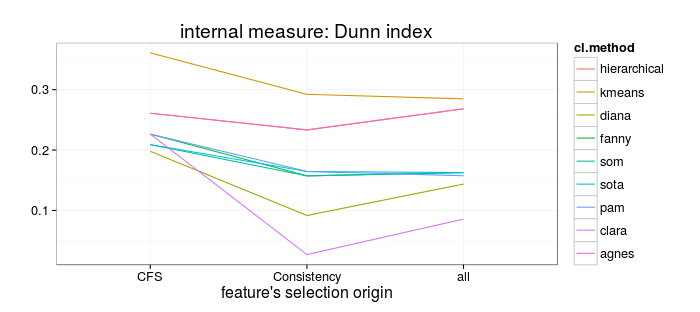 internal measure: Dunn index
0.3
0.2
0.1
CFS
Consistency
all
feature's selection origin
cl.method
hierarchical
kmeans
diana
fanny
som
sota
pam
clara
agnes